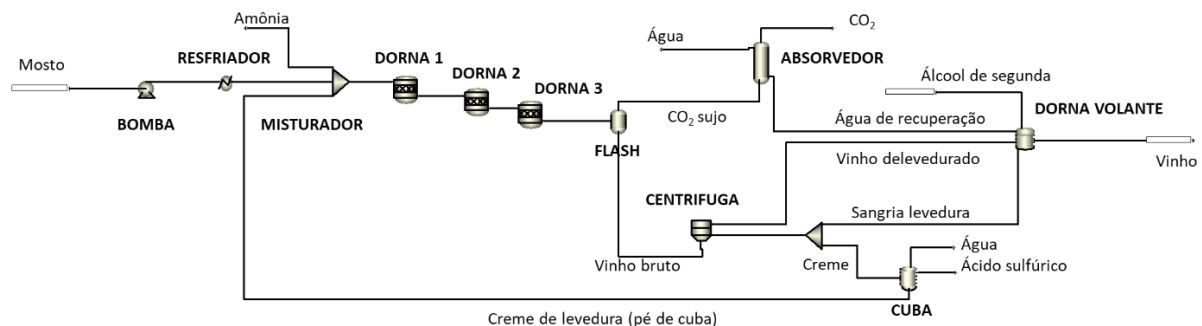 Amônia
CO2
Água
RESFRIADOR
DORNA 1
ABSORVEDOR
Mosto
DORNA 2
Álcool de segunda
DORNA 3
DORNA VOLANTE
CO2 sujo
Água de recuperação
BOMBA
MISTURADOR
FLASH
Vinho delevedurado
Vinho
CENTRIFUGA
Sangria levedura
Água
Vinho bruto
Creme
Ácido sulfúrico
CUBA
Creme de levedura (pé de cuba)